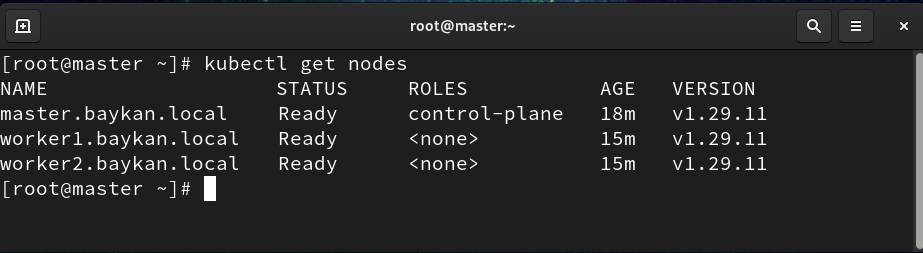 root@master:~
[root@master ~]# kubectl get nodes
NAME                   STATUS   ROLES           AGE   VERSION
master.baykan.local    Ready    control-plane   18m   v1.29.11
worker1.baykan.local   Ready    <none>          15m   v1.29.11
worker2.baykan.local   Ready    <none>          15m   v1.29.11
[root@master ~]#